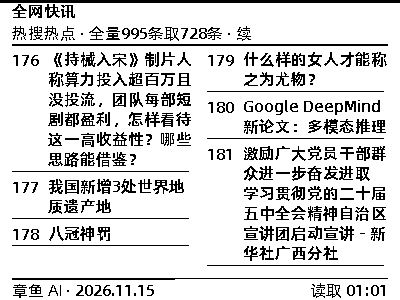 全网快讯
热搜热点 · 全量995条取728条 · 续
176 《持械入宋》制片人
称算力投入超百万且
没投流，团队每部短
剧都盈利，怎样看待
这一高收益性？哪些
思路能借鉴？
177 我国新增3处世界地
质遗产地
178 八冠神罚
179 什么样的女人才能称
之为尤物？
180 Google DeepMind
新论文：多模态推理
181 激励广大党员干部群
众进一步奋发进取
学习贯彻党的二十届
五中全会精神自治区
宣讲团启动宣讲 - 新
华社广西分社
章鱼 AI · 2026.11.15
读取 01:01